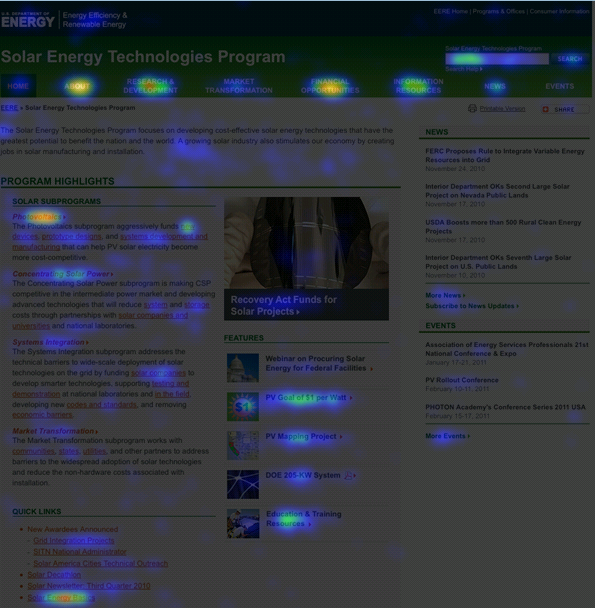 U.S. DEPARTMENT OF
ENERGY
Energy Efficiency &
Renewable Energy
EERE Home | Programs & Offices | Consumer Information
Solar Energy Technologies Program
Solar Energy Technologies Program
SEARCH
Search Help
HOME
ABOUT
RESEARCH &
DEVELOPMENT
MARKET
TRANSFORMATION
FINANCIAL
OPPORTUNITIES
INFORMATION
RESOURCES
NEWS
EVENTS
EERE » Solar Energy Technologies Program
Printable Version
SHARE
The Solar Energy Technologies Program focuses on developing cost-effective solar energy technologies that have the
greatest potential to benefit the nation and the world. A growing solar industry also stimulates our economy by creating
jobs in solar manufacturing and installation.
PROGRAM HIGHLIGHTS
SOLAR SUBPROGRAMS
Photovoltaics
The Photovoltaics subprogram aggressively funds
devices, prototype designs, and systems development and
manufacturing that can help PV solar electricity become
more cost-competitive.
Concentrating Solar Power
The Concentrating Solar Power subprogram is making CSP
competitive in the intermediate power market and developing
advanced technologies that will reduce system and storage
costs through partnerships with solar companies and
universities and national laboratories.
Systems Integration
The Systems Integration subprogram addresses the
technical barriers to wide-scale deployment of solar
technologies on the grid by funding solar companies to
develop smarter technologies, supporting testing and
demonstration at national laboratories and in the field,
developing new codes and standards, and removing
economic barriers.
Market Transformation
The Market Transformation subprogram works with
communities, states, utilities, and other partners to address
barriers to the widespread adoption of solar technologies
and reduce the non-hardware costs associated with
installation.
QUICK LINKS
New Awardees Announced
- Grid Integration Projects
- SITN National Administrator
- Solar America Cities Technical Outreach
Solar Decathlon
Solar Newsletter: Third Quarter 2010
Solar Energy Basics
Recovery Act Funds for
Solar Projects
FEATURES
Webinar on Procuring Solar
Energy for Federal Facilities
$1
PV Goal of $1 per Watt
PV Mapping Project
DOE 205-KW System
Education & Training
Resources
NEWS
FERC Proposes Rule to Integrate Variable Energy
Resources into Grid
November 24, 2010
Interior Department OKs Second Large Solar
Project on Nevada Public Lands
November 17, 2010
USDA Boosts more than 500 Rural Clean Energy
Projects
November 17, 2010
Interior Department OKs Seventh Large Solar
Project on U.S. Public Lands
November 10, 2010
More News
Subscribe to News Updates
EVENTS
Association of Energy Services Professionals 21st
National Conference & Expo
January 17-21, 2011
PV Rollout Conference
February 10-11, 2011
PHOTON Academy's Conference Series 2011 USA
February 15-17, 2011
More Events